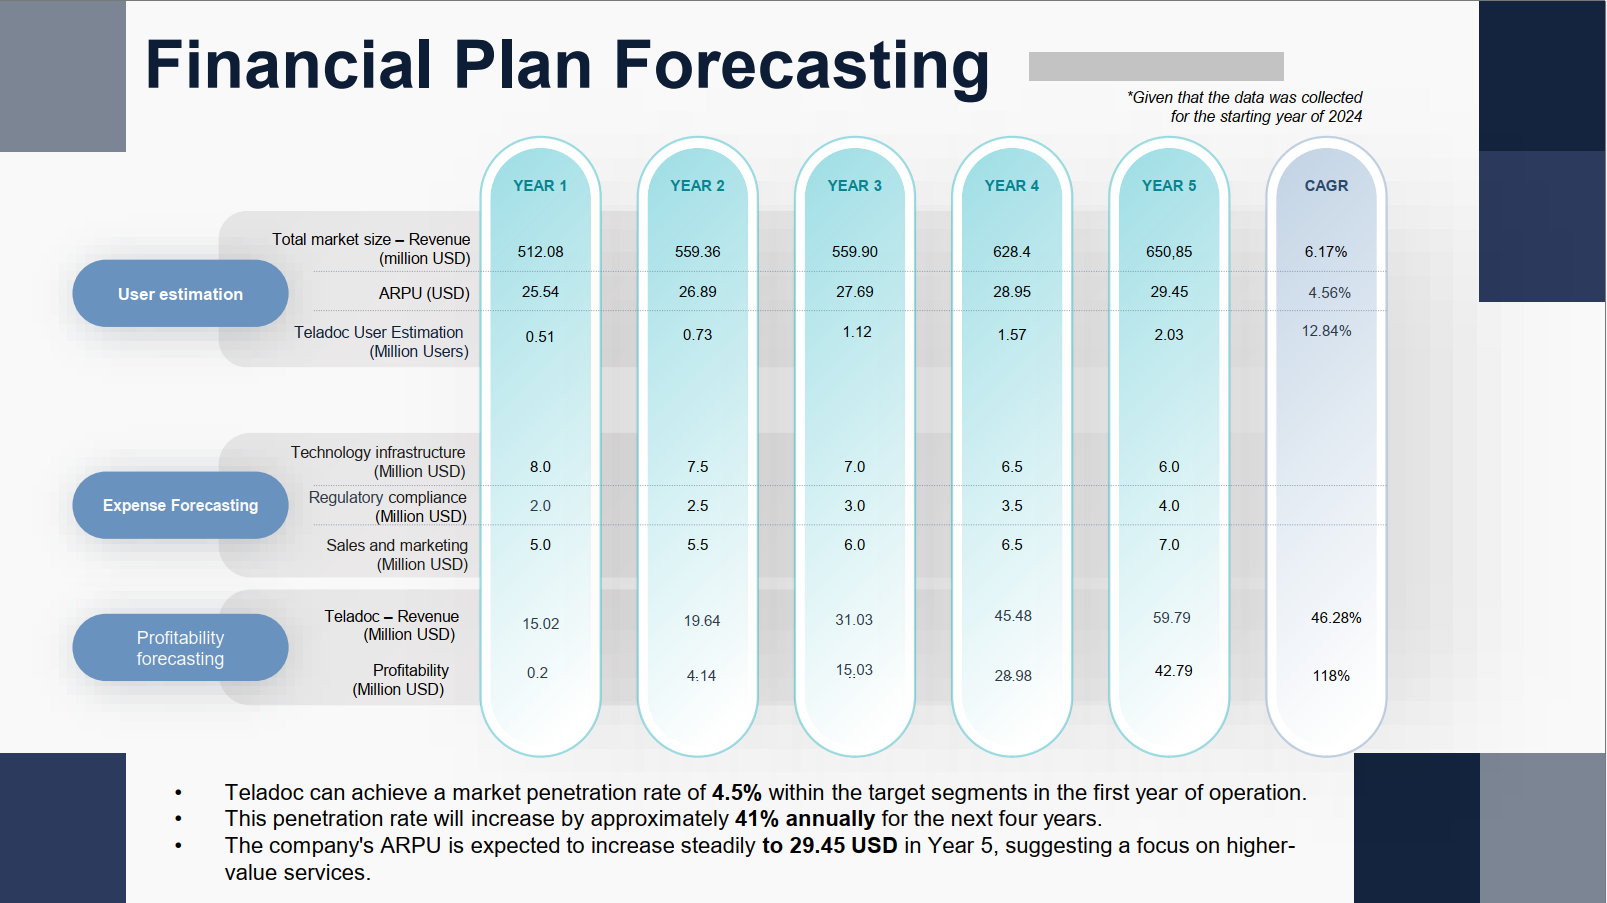 Financial Plan Forecasting
*Given that the data was collected
for the starting year of 2024
YEAR 1 YEAR 2 YEAR 3 YEAR 4 YEAR 5 CAGR
User estimation
Total market size – Revenue
(million USD) 512.08 559.36 559.90 628.4 650,85 6.17%
ARPU (USD) 25.54 26.89 27.69 28.95 29.45 4.56%
Teladoc User Estimation
(Million Users) 0.51 0.73 1.12 1.57 2.03 12.84%
Expense Forecasting
Technology infrastructure
(Million USD) 8.0 7.5 7.0 6.5 6.0
Regulatory compliance
(Million USD) 2.0 2.5 3.0 3.5 4.0
Sales and marketing
(Million USD) 5.0 5.5 6.0 6.5 7.0
Profitability
forecasting
Teladoc – Revenue
(Million USD) 15.02 19.64 31.03 45.48 59.79 46.28%
Profitability
(Million USD) 0.2 4.14 15.03 28.98 42.79 118%
• Teladoc can achieve a market penetration rate of 4.5% within the target segments in the first year of operation.
• This penetration rate will increase by approximately 41% annually for the next four years.
• The company's ARPU is expected to increase steadily to 29.45 USD in Year 5, suggesting a focus on higher-
value services.